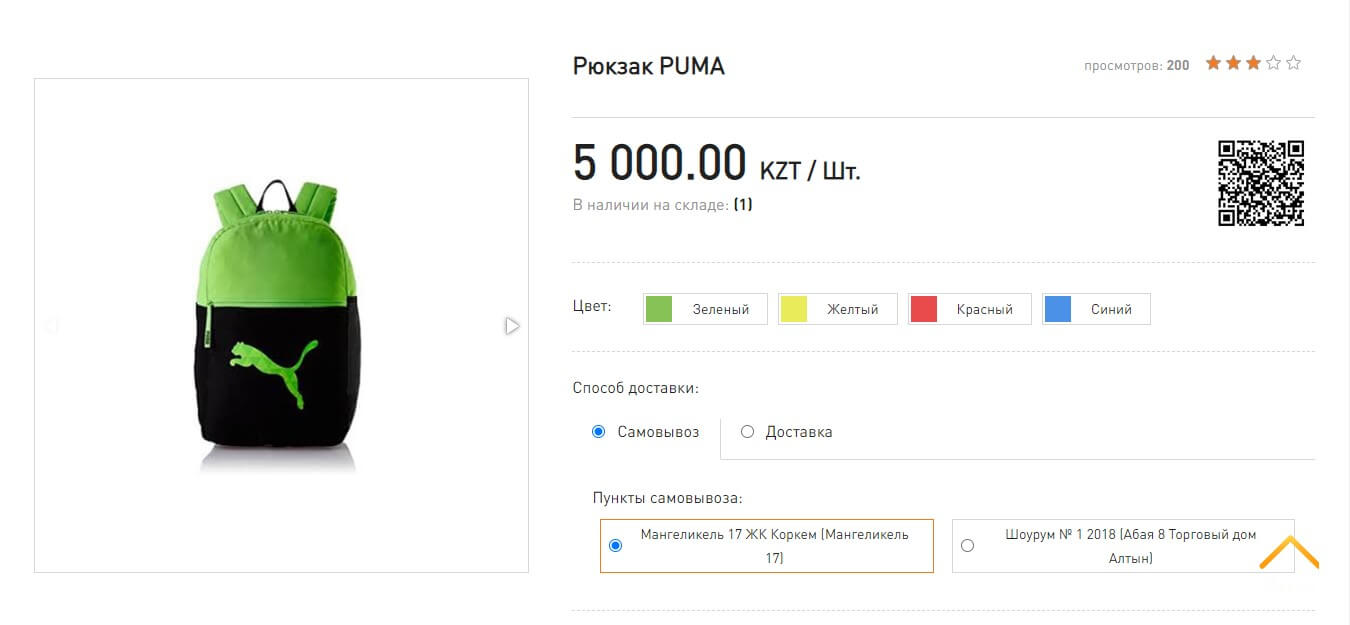 Рюкзак PUMA
просмотров: 200
5 000.00 KZT / Шт.
В наличии на складе: (1)
Цвет:
Зеленый
Желтый
Красный
Синий
Способ доставки:
Самовывоз
Доставка
Пункты самовывоза:
Мангеликель 17 ЖК Коркем (Мангеликель
17)
Шоурум № 1 2018 (Абая 8 Торговый дом
Алтын)